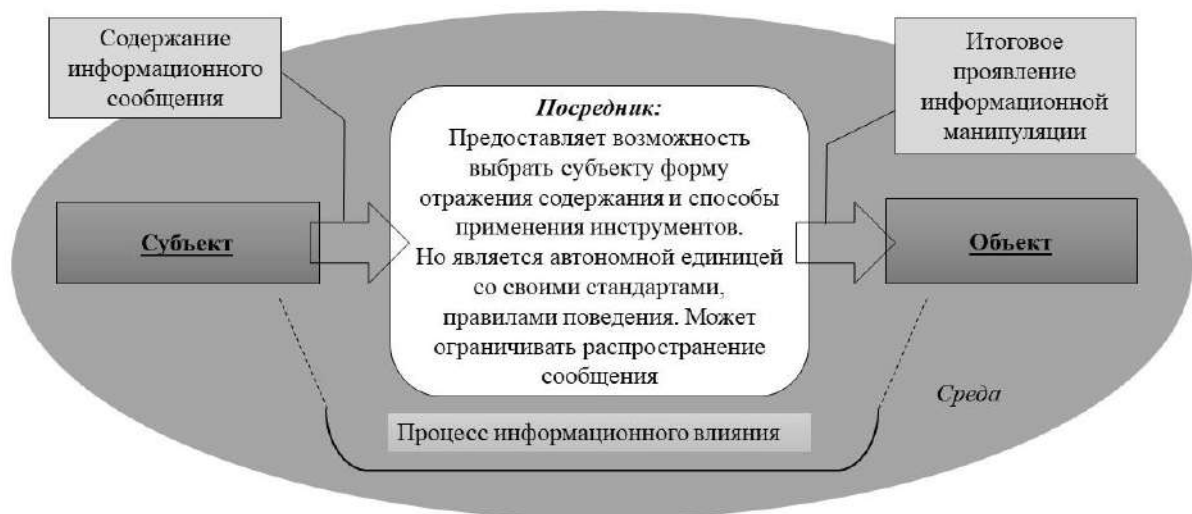 Содержание
информационного
сообщения
Итоговое
проявление
информационной
манипуляции
Посредник:
Предоставляет возможность
выбрать субъекту форму
отражения содержания и способы
применения инструментов.
Но является автономной единицей
со своими стандартами,
правилами поведения. Может
ограничивать распространение
сообщения
Субъект
Объект
Среда
Процесс информационного влияния